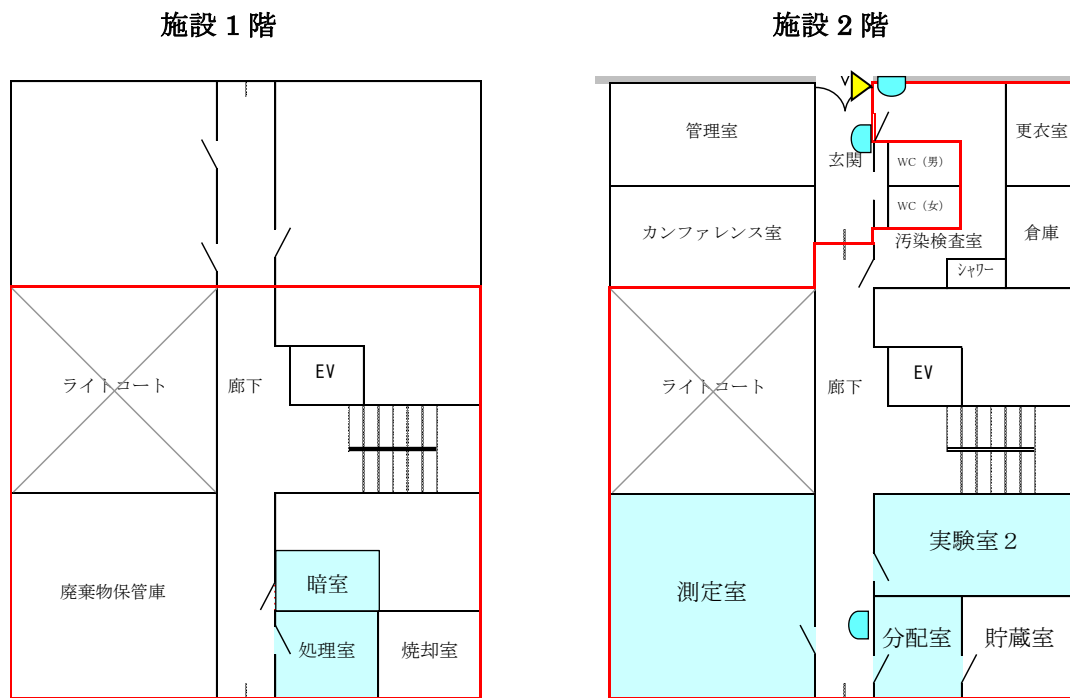 施設 1 階
ライトコート
廊下
EV
廃棄物保管庫
暗室
処理室
焼却室
施設 2 階
管理室
玄関
更衣室
WC（男）
WC（女）
カンファレンス室
汚染検査室
倉庫
シャワー
ライトコート
廊下
EV
実験室２
測定室
分配室
貯蔵室